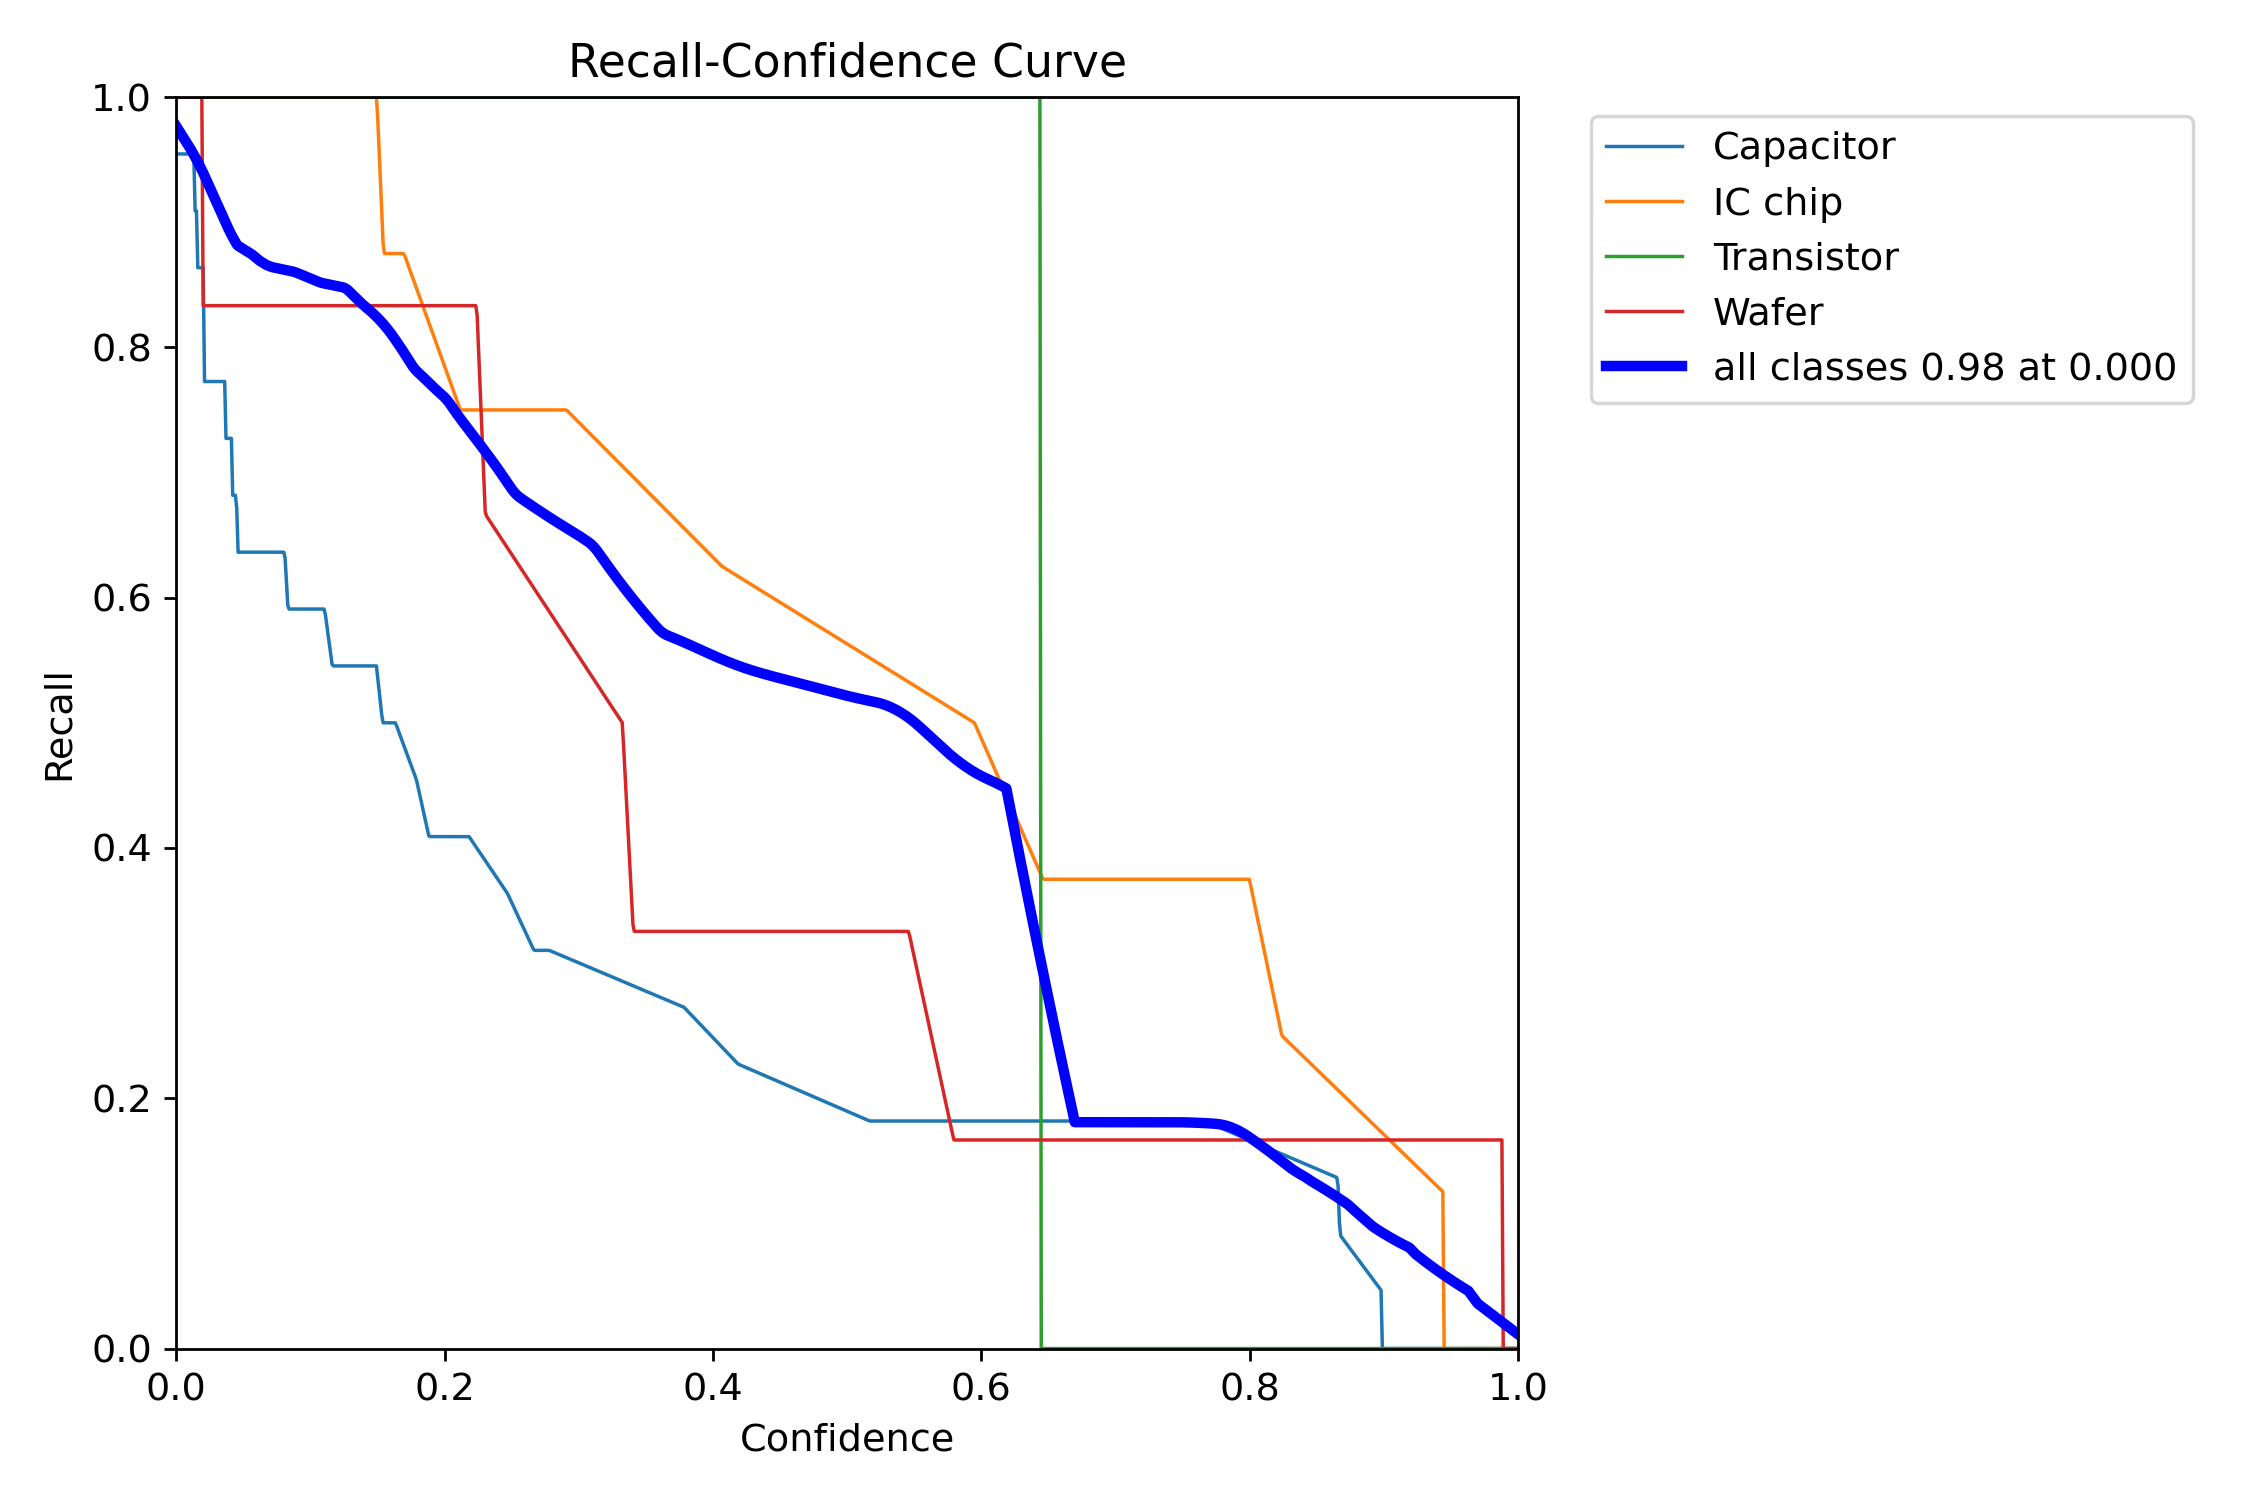 Recall-Confidence Curve
1.0
0.8
0.6
0.4
0.2
0.0
Recall
0.0 0.2 0.4 0.6 0.8 1.0
Confidence
Capacitor
IC chip
Transistor
Wafer
all classes 0.98 at 0.000